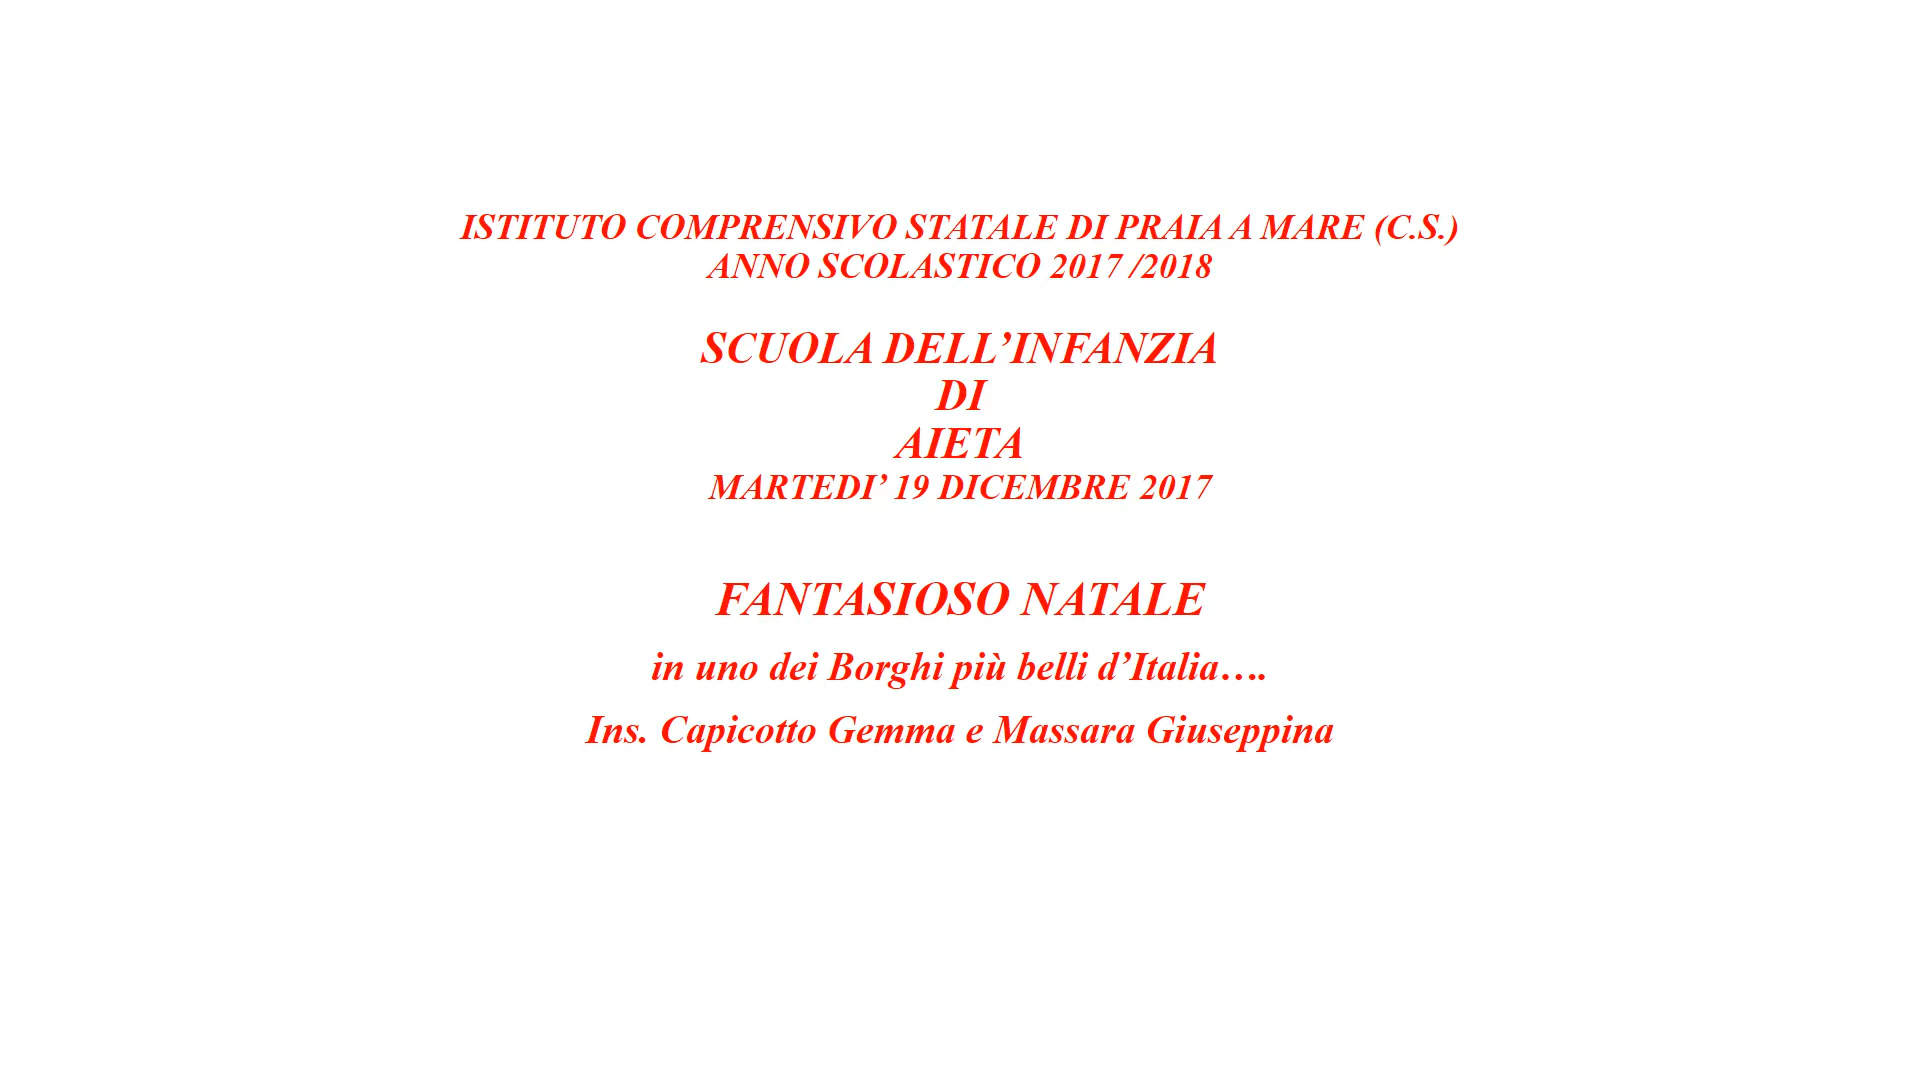 ISTITUTO COMPRENSIVO STATALE DI PRAIA A MARE (C.S.)
ANNO SCOLASTICO 2017 /2018
SCUOLA DELL’INFANZIA
DI
AIETA
MARTEDI’ 19 DICEMBRE 2017
FANTASIOSO NATALE
in uno dei Borghi più belli d’Italia….
Ins. Capicotto Gemma e Massara Giuseppina